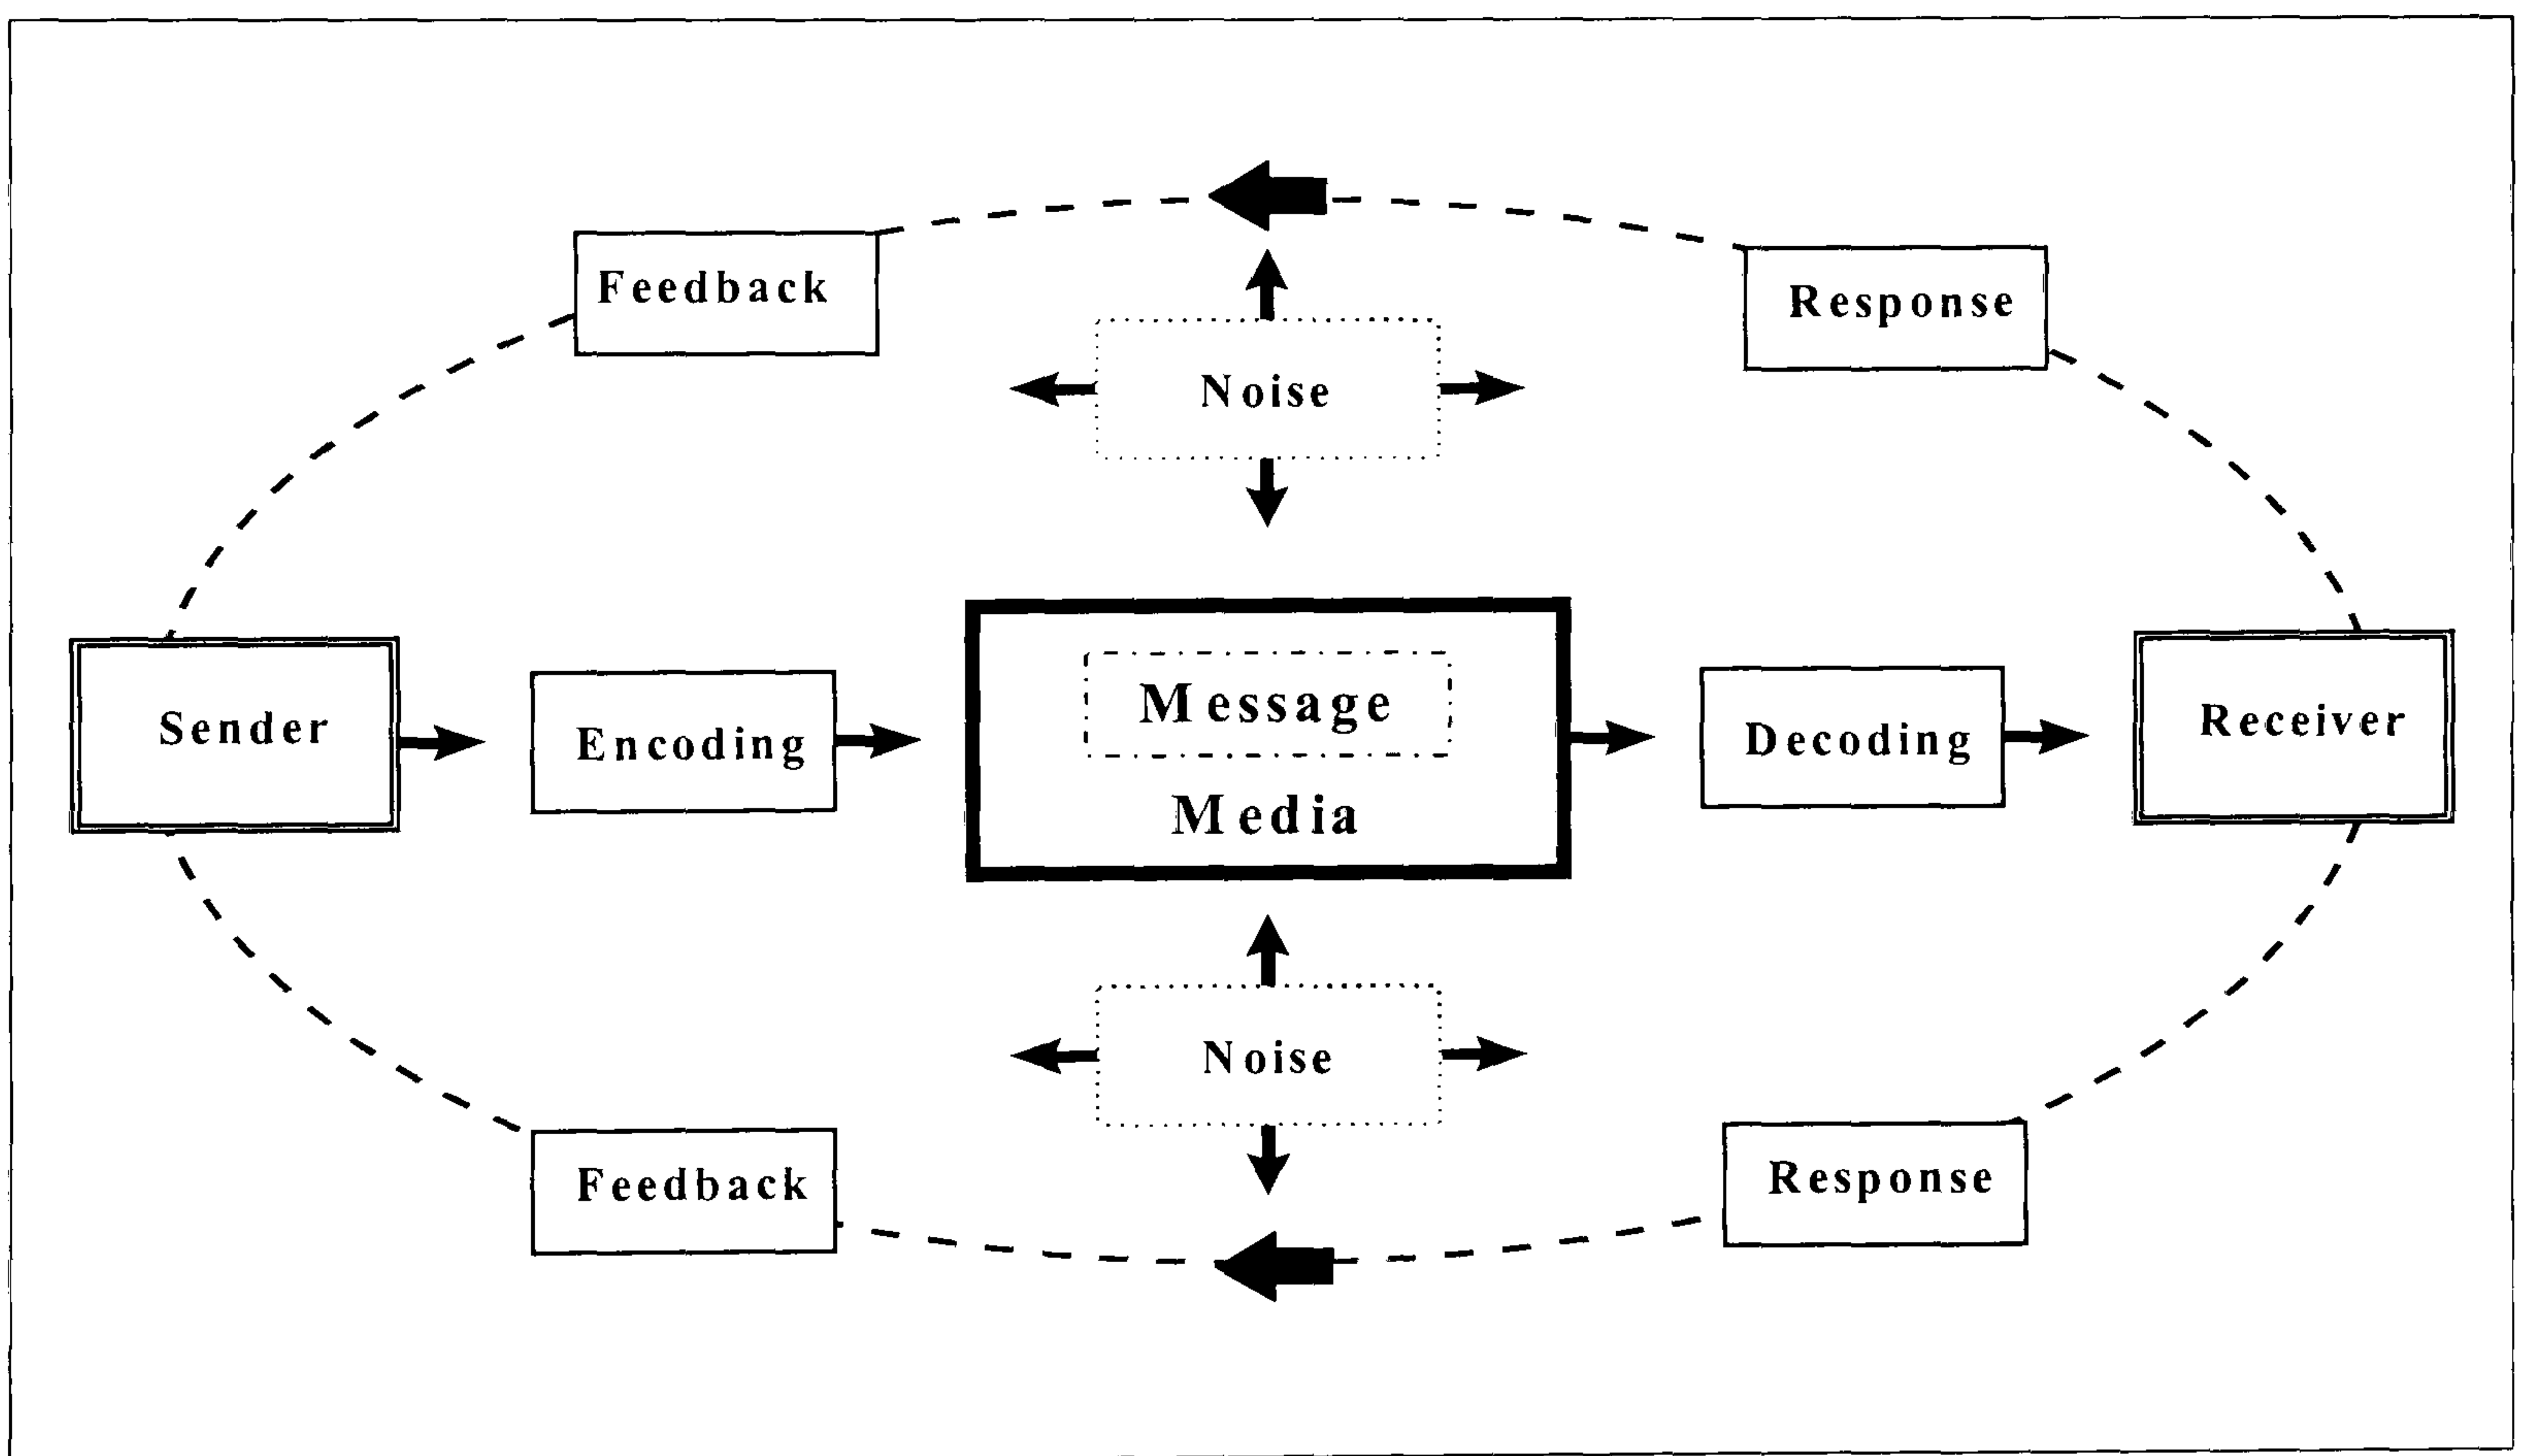 Feedback
Response
Noise
Sender
Encoding
Message
Media
Decoding
Receiver
Noise
Feedback
Response